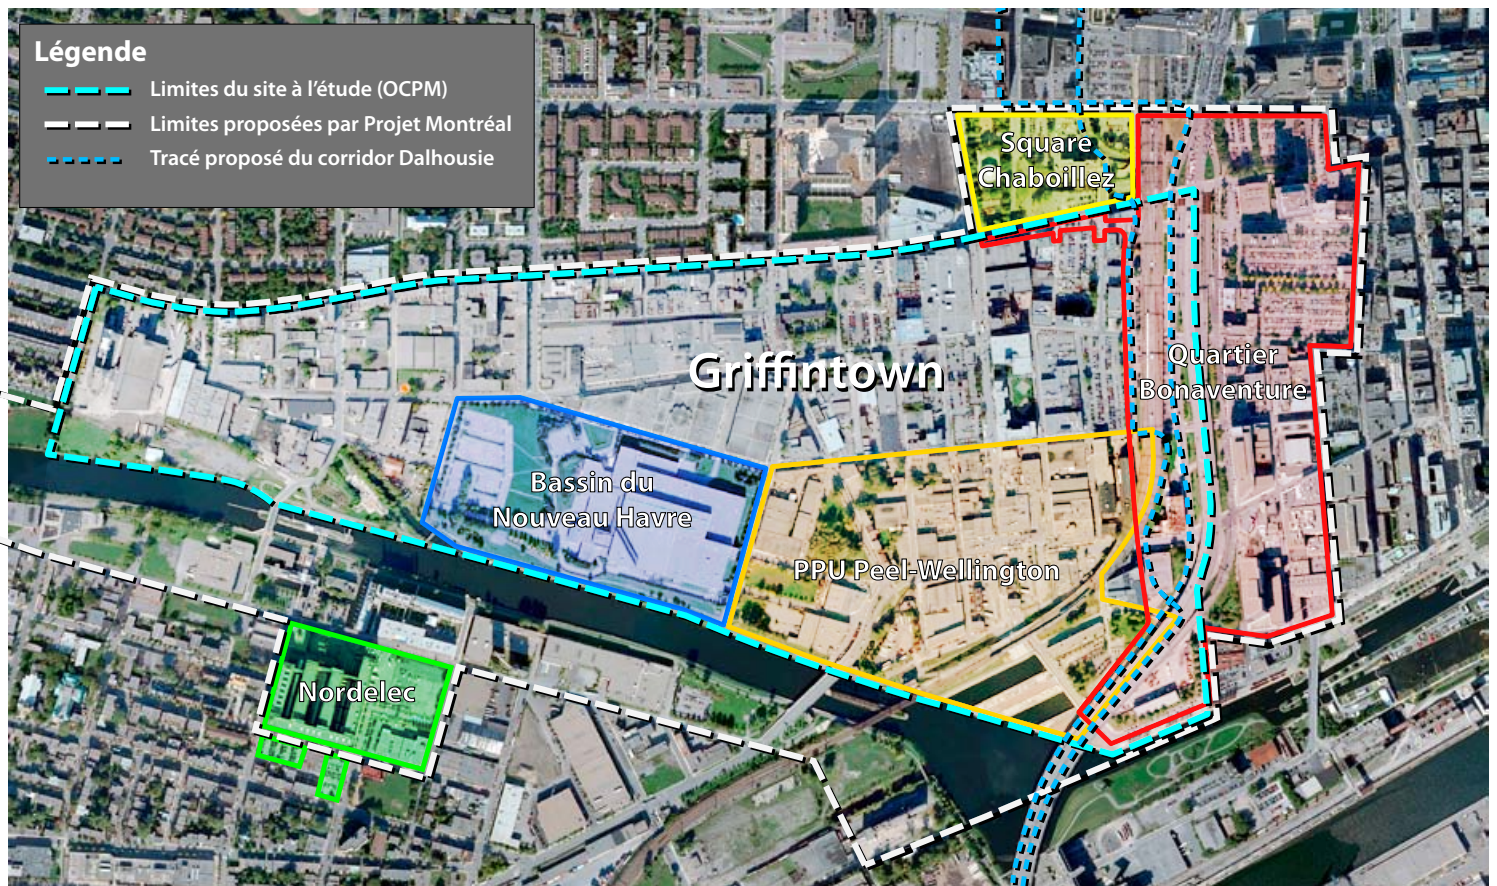 Légende
Limites du site à l'étude (OCPM)
Limites proposées par Projet Montréal
Tracé proposé du corridor Dalhousie
Square
Chaboillez
Griffintown
Quartier
Bonaventure
Bassin du
Nouveau Havre
PPU Peel-Wellington
Nordelec